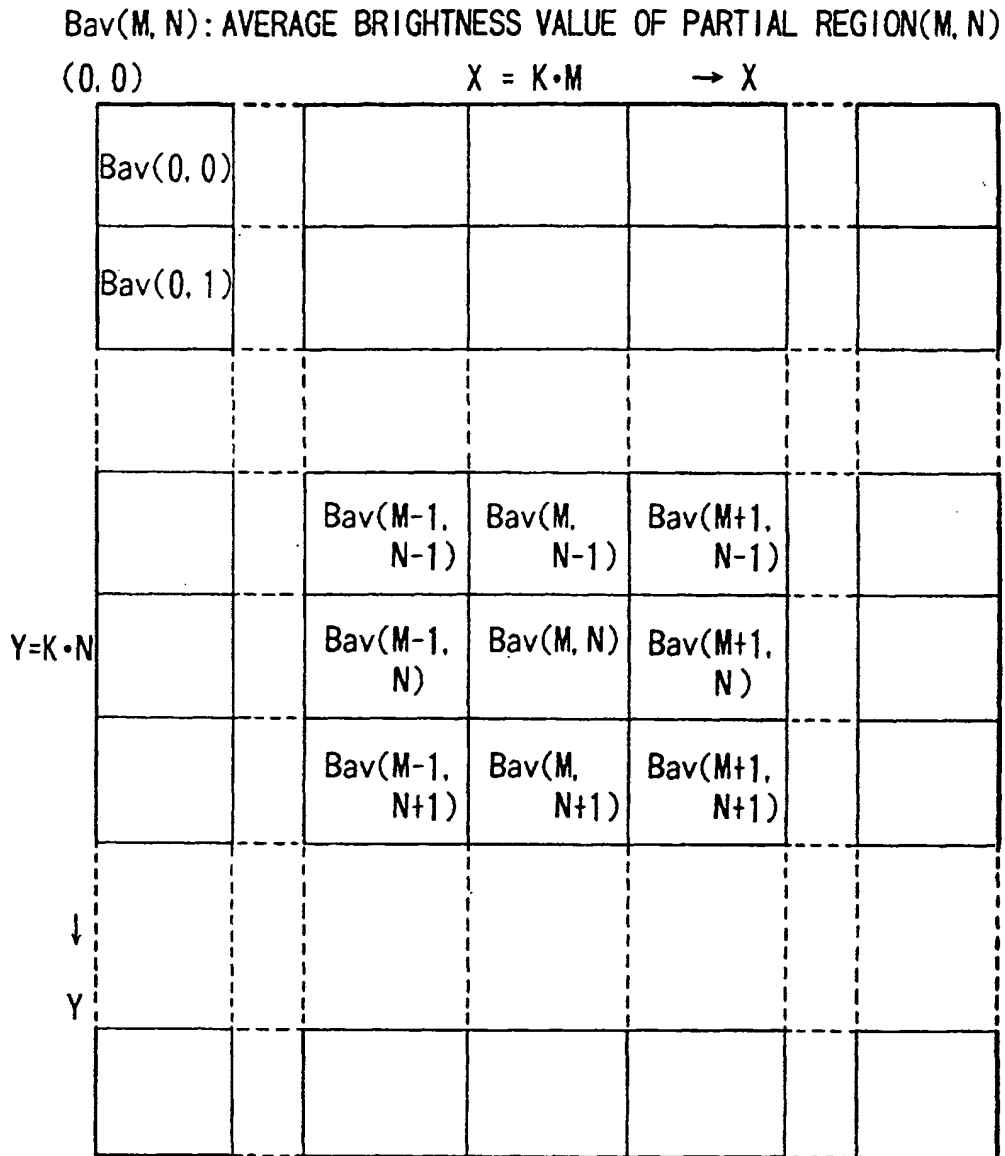 Bav(M,N): AVERAGE BRIGHTNESS VALUE OF PARTIAL REGION(M,N)
(0,0) X = K•M → X
Bav(0,0)
Bav(0,1)
Bav(M-1, Bav(M, Bav(M+1,
N-1) N-1) N-1)
Y=K•N Bav(M-1, Bav(M,N) Bav(M+1,
N) N)
Bav(M-1, Bav(M, Bav(M+1,
N+1) N+1) N+1)
↓
Y